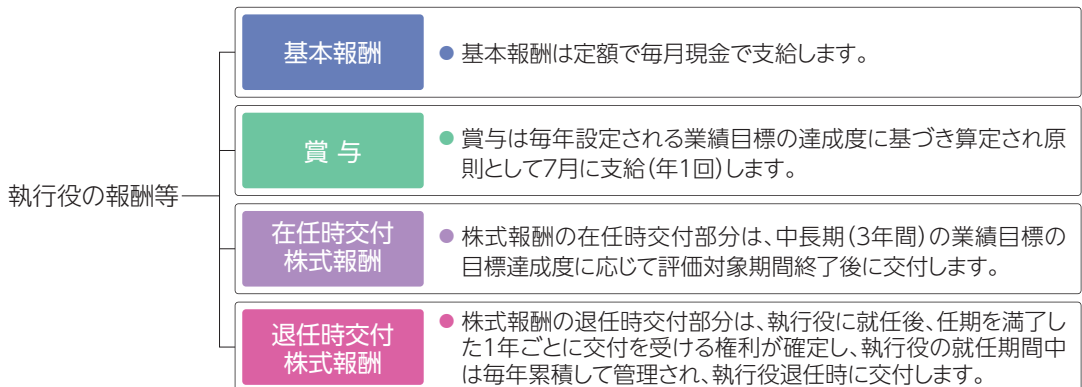 執行役の報酬等
基本報酬
● 基本報酬は定額で毎月現金で支給します。
賞 与
● 賞与は毎年設定される業績目標の達成度に基づき算定され原
則として7月に支給(年1回)します。
在任時交付
株式報酬
● 株式報酬の在任時交付部分は、中長期(3年間)の業績目標の
目標達成度に応じて評価対象期間終了後に交付します。
退任時交付
株式報酬
● 株式報酬の退任時交付部分は、執行役に就任後、任期を満了し
た1年ごとに交付を受ける権利が確定し、執行役の就任期間中
は毎年累積して管理され、執行役退任時に交付します。